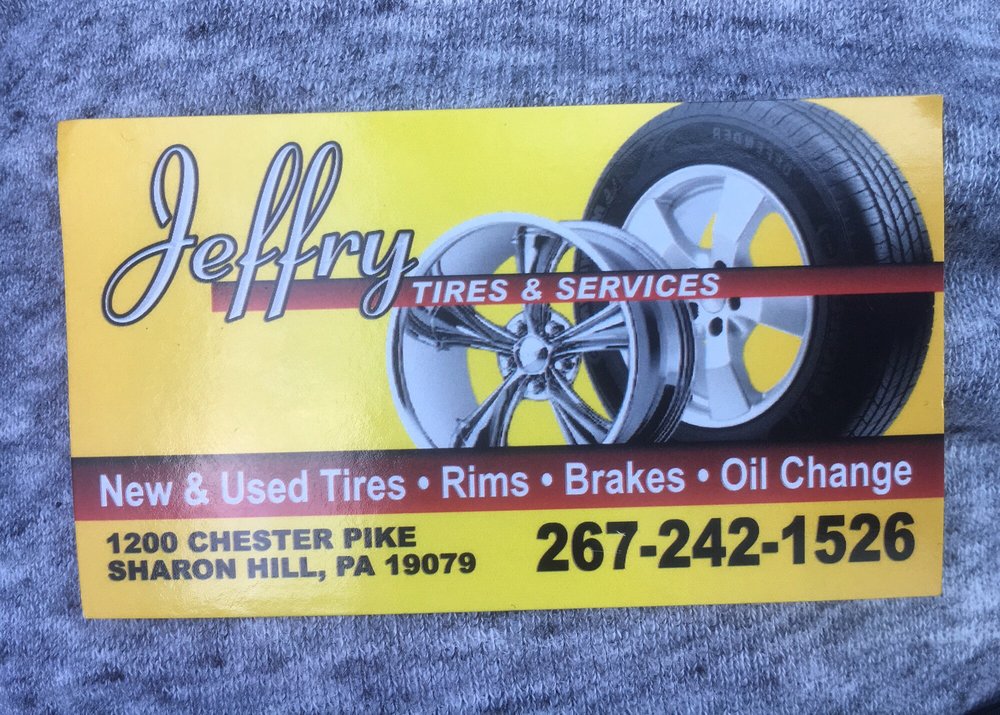 Jeffry
TIRES & SERVICES
DEFENDER
New & Used Tires • Rims • Brakes • Oil Change
1200 CHESTER PIKE
SHARON HILL, PA 19079
267-242-1526